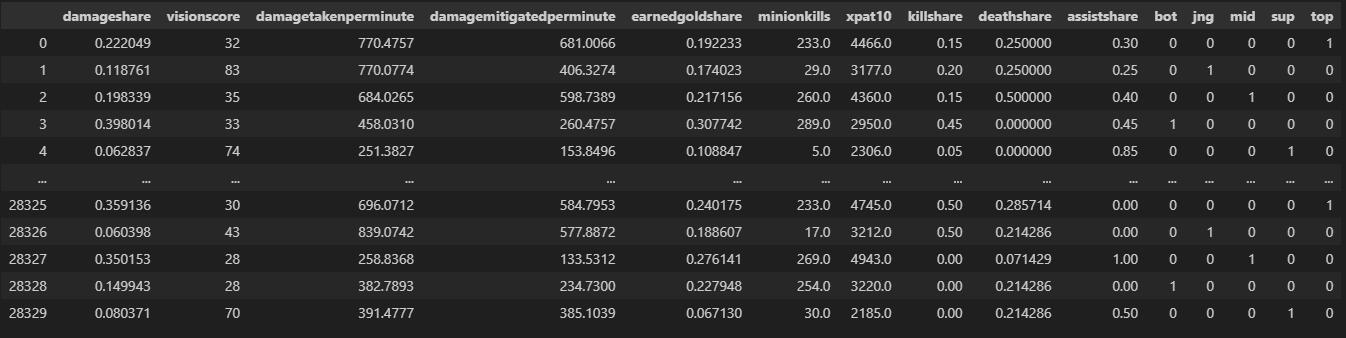 damageshare visionscore damagetakenperminute damagemitigatedperminute earnedgoldshare minionkills xpat10 killshare deathshare assistshare bot jng mid sup top
0 0.222049 32 770.4757 681.0066 0.192233 233.0 4466.0 0.15 0.250000 0.30 0 0 0 0 1
1 0.118761 83 770.0774 406.3274 0.174023 29.0 3177.0 0.20 0.250000 0.25 0 1 0 0 0
2 0.198339 35 684.0265 598.7389 0.217156 260.0 4360.0 0.15 0.500000 0.40 0 0 1 0 0
3 0.398014 33 458.0310 260.4757 0.307742 289.0 2950.0 0.45 0.000000 0.45 1 0 0 0 0
4 0.062837 74 251.3827 153.8496 0.108847 5.0 2306.0 0.05 0.000000 0.85 0 0 0 1 0
... ... ... ... ... ... ... ... ... ... ... ... ... ... ... ...
28325 0.359136 30 696.0712 584.7953 0.240175 233.0 4745.0 0.50 0.285714 0.00 0 0 0 0 1
28326 0.060398 43 839.0742 577.8872 0.188607 17.0 3212.0 0.50 0.214286 0.00 0 1 0 0 0
28327 0.350153 28 258.8368 133.5312 0.276141 269.0 4943.0 0.00 0.071429 1.00 0 0 1 0 0
28328 0.149943 28 382.7893 234.7300 0.227948 254.0 3220.0 0.00 0.214286 0.00 1 0 0 0 0
28329 0.080371 70 391.4777 385.1039 0.067130 30.0 2185.0 0.00 0.214286 0.50 0 0 0 1 0